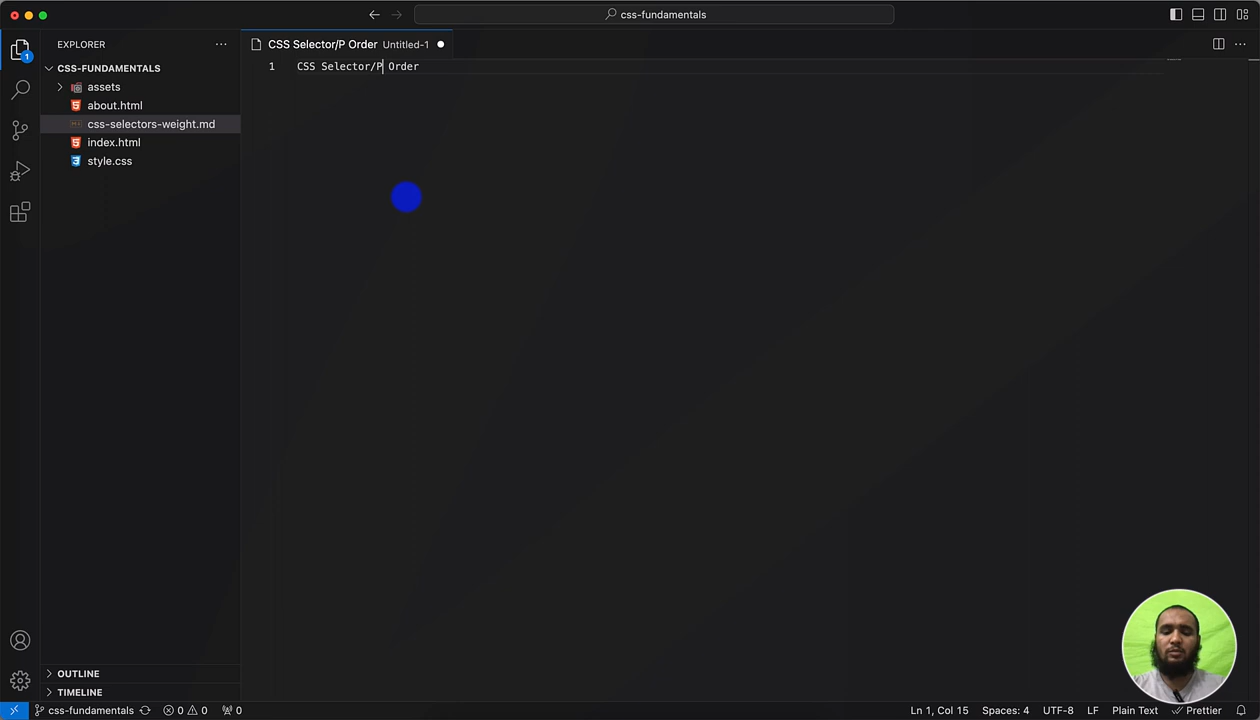 css-fundamentals
EXPLORER
CSS Selector/P Order Untitled-1
1
CSS-FUNDAMENTALS
1 CSS Selector/P Order
assets
about.html
css-selectors-weight.md
index.html
style.css
OUTLINE
TIMELINE
css-fundamentals 0 0 0 Ln 1, Col 15 Spaces: 4 UTF-8 LF Plain Text Prettier